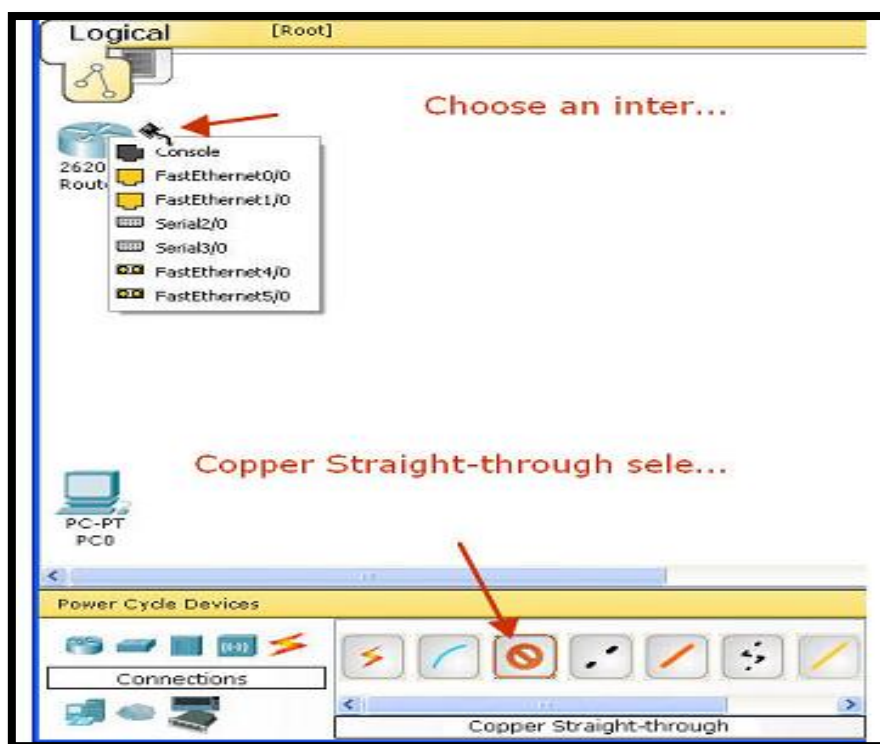 Logical [Root]
Choose an inter...
Console
2620
FastEthernet0/0
Rout
FastEthernet1/0
Serial2/0
Serial3/0
FastEthernet4/0
FastEthernet5/0
Copper Straight-through sele...
PC-PT
PC0
Power Cycle Devices
Connections
Copper Straight-through